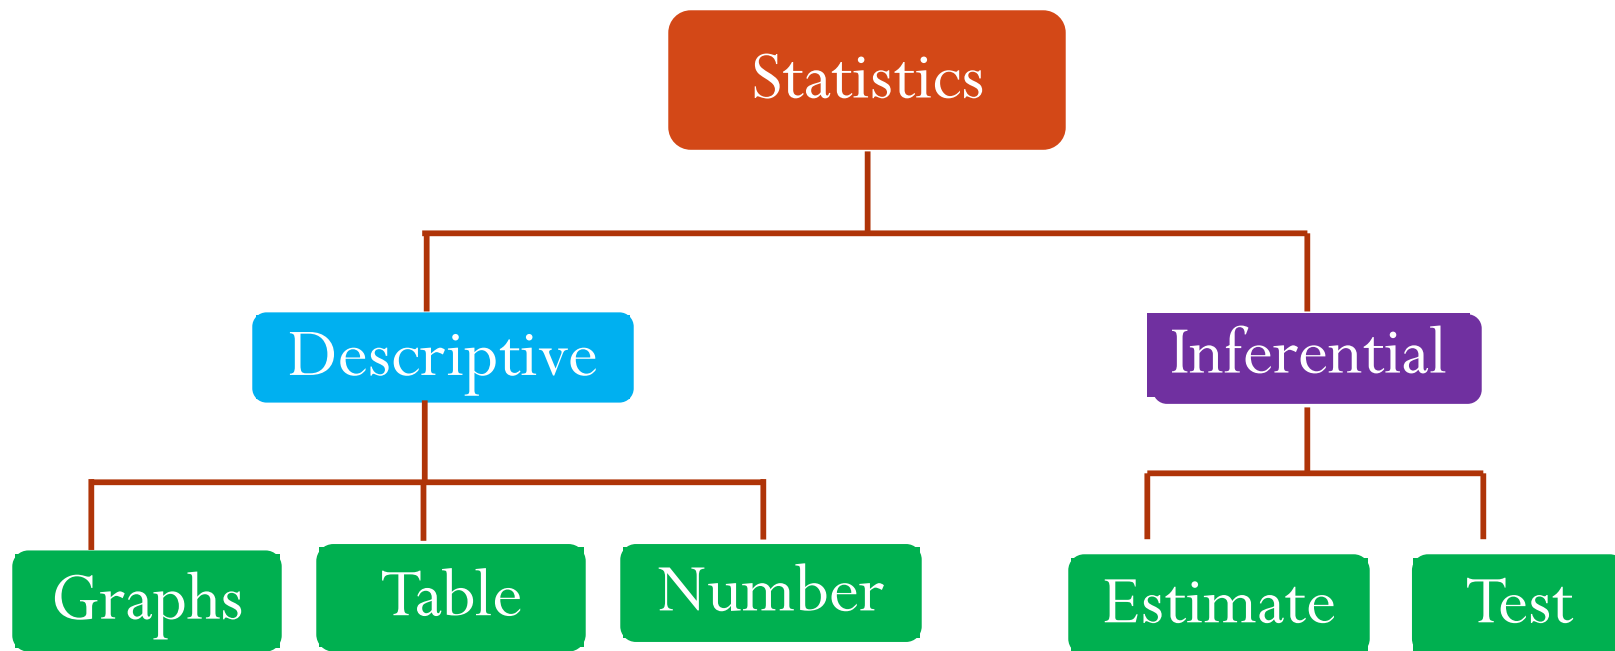 Statistics
Descriptive
Inferential
Graphs
Table
Number
Estimate
Test